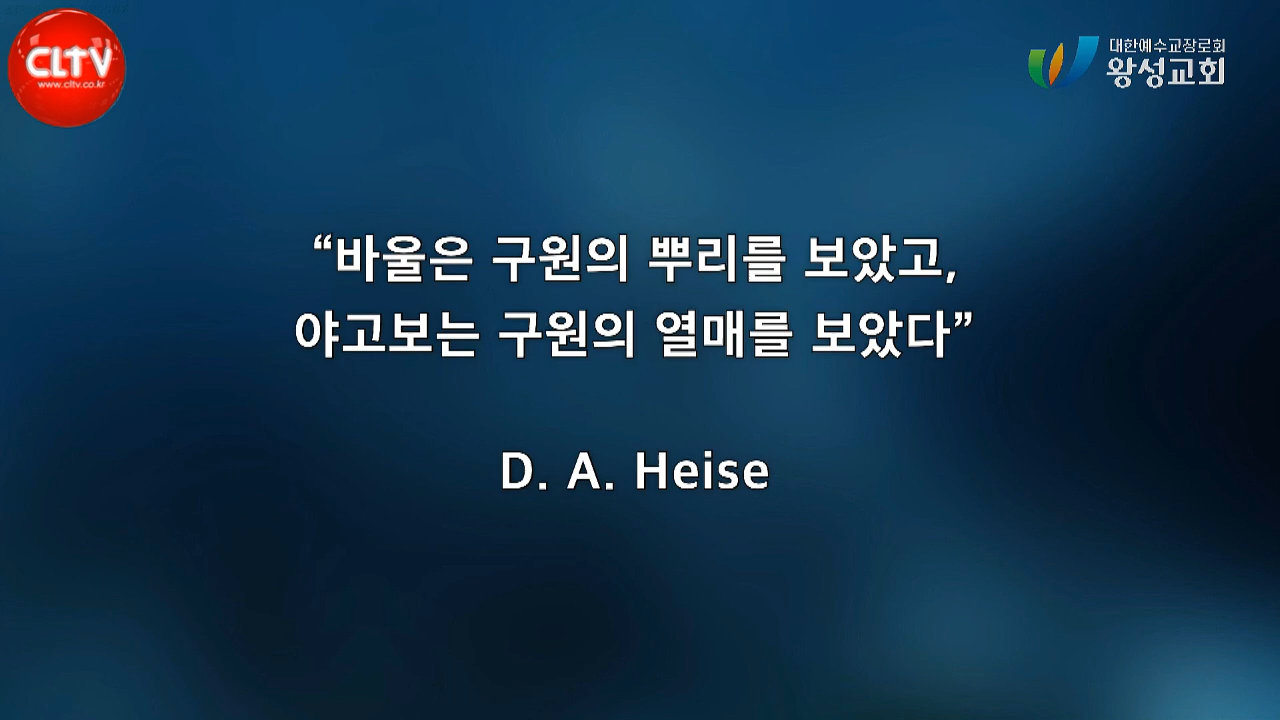 CLTV
www.cltv.co.kr
대한예수교장로회
왕성교회
“바울은 구원의 뿌리를 보았고,
야고보는 구원의 열매를 보았다”
D. A. Heise